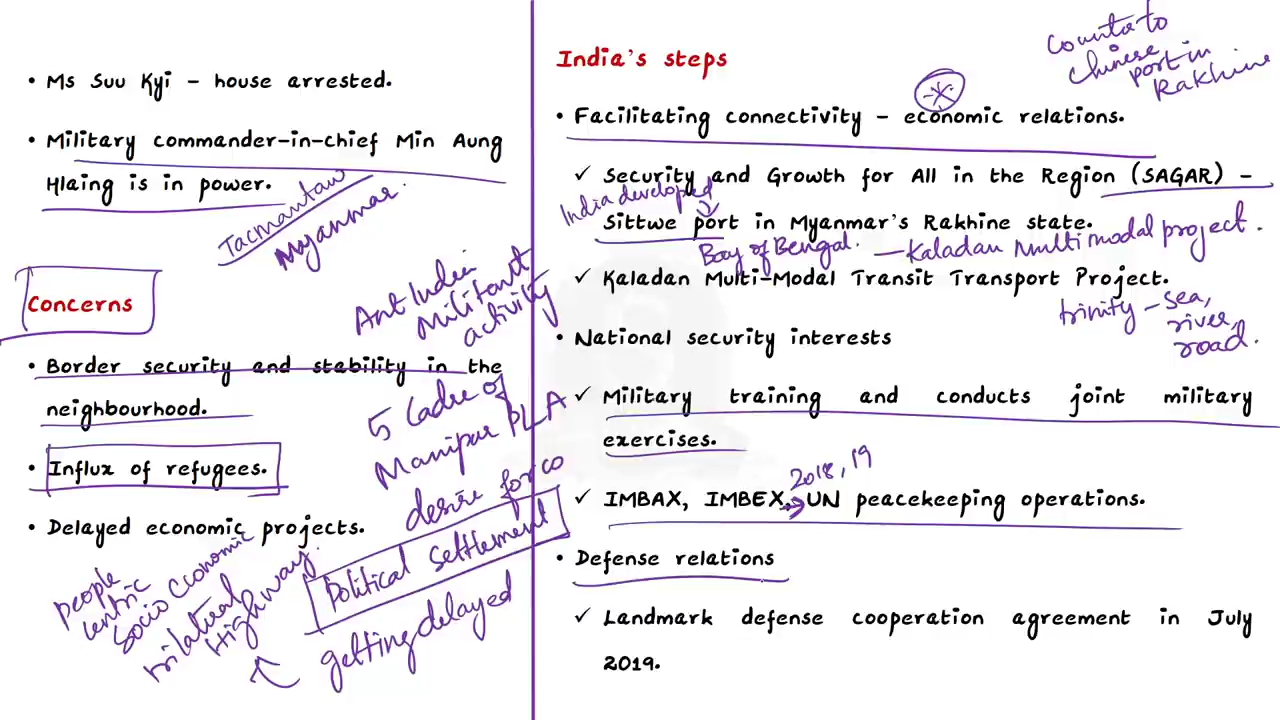 • Ms Suu Kyi - house arrested.
• Military commander-in-chief Min Aung
Hlaing is in power.
Tacmantaw
Myanmar.
Concerns
Ant India
militant
activity
• Border security and stability in the
neighbourhood.
5 Cadre of
Manipur PLA
• Influx of refugees.
desire for co
• Delayed economic projects.
Political settlement
people
centric
Socio Economic
trilatual
Highway.
getting delayed
India's steps
Counta to
Chinese
port in
Rakhine
• Facilitating connectivity - economic relations.
✓ Security and Growth for All in the Region (SAGAR) -
India developed
Sittwe port in Myanmar's Rakhine state.
Bay of Bengal. - Kaladan Multimodal project.
✓ Kaladan Multi-Modal Transit Transport Project.
trinity - sea,
river,
road.
• National security interests
✓ Military training and conducts joint military
exercises.
2018, 19
✓ IMBAX, IMBEX, UN peacekeeping operations.
• Defense relations
✓ Landmark defense cooperation agreement in July
2019.